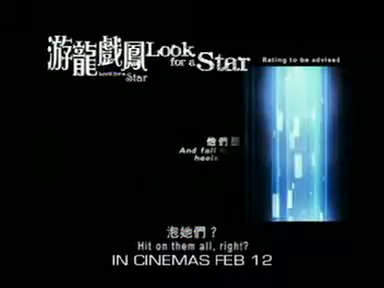 游龍戲鳳 Look for a Star
Look for a Star
Rating to be advised
他們
And fall
heels
泡她們？
Hit on them all, right?
IN CINEMAS FEB 12